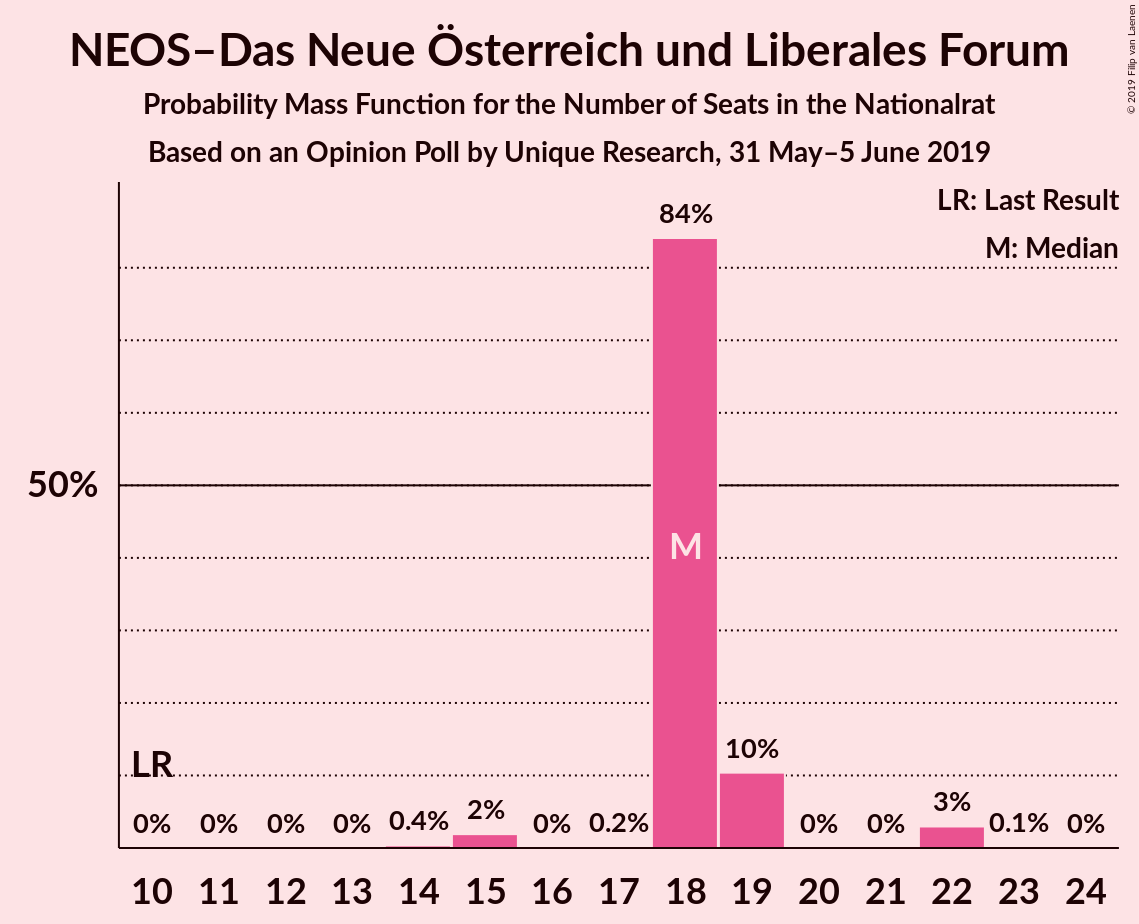 NEOS–Das Neue Österreich und Liberales Forum
Probability Mass Function for the Number of Seats in the Nationalrat
Based on an Opinion Poll by Unique Research, 31 May–5 June 2019
© 2019 Filip van Laenen
LR: Last Result
M: Median
50%
LR
M
0% 0% 0% 0% 0.4% 2% 0% 0.2% 84% 10% 0% 0% 3% 0.1% 0%
10 11 12 13 14 15 16 17 18 19 20 21 22 23 24